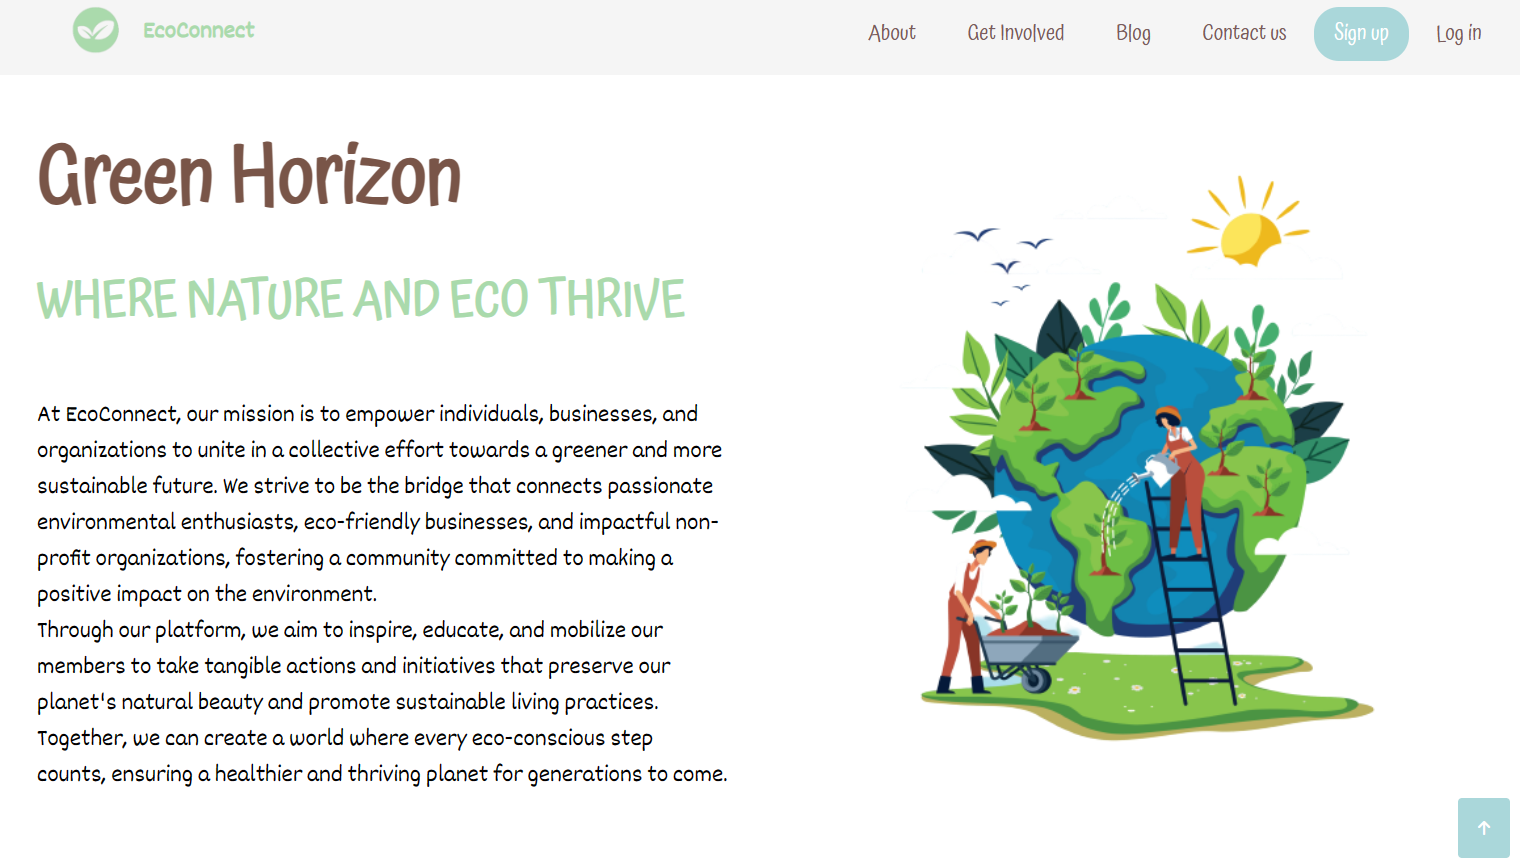 EcoConnect
About
Get Involved
Blog
Contact us
Sign up
Log in
Green Horizon
WHERE NATURE AND ECO THRIVE
At EcoConnect, our mission is to empower individuals, businesses, and
organizations to unite in a collective effort towards a greener and more
sustainable future. We strive to be the bridge that connects passionate
environmental enthusiasts, eco-friendly businesses, and impactful non-
profit organizations, fostering a community committed to making a
positive impact on the environment.
Through our platform, we aim to inspire, educate, and mobilize our
members to take tangible actions and initiatives that preserve our
planet's natural beauty and promote sustainable living practices.
Together, we can create a world where every eco-conscious step
counts, ensuring a healthier and thriving planet for generations to come.